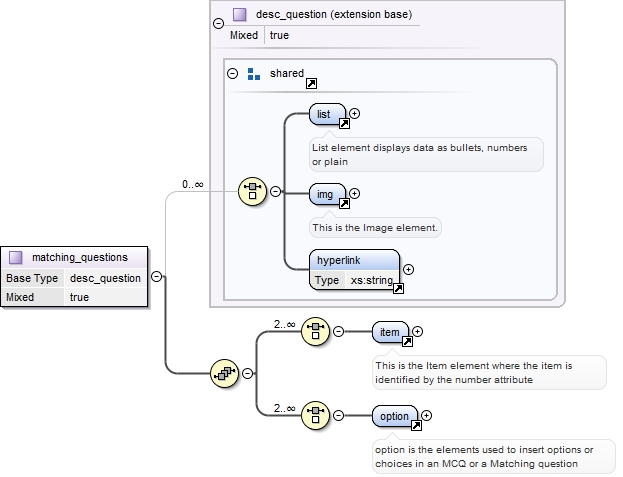 desc_question (extension base)
Mixed true
shared
list
List element displays data as bullets, numbers
or plain
0..∞
img
This is the Image element.
matching_questions
Base Type desc_question
Mixed true
hyperlink
Type xs:string
2..∞
item
This is the Item element where the item is
identified by the number attribute
2..∞
option
option is the elements used to insert options or
choices in an MCQ or a Matching question